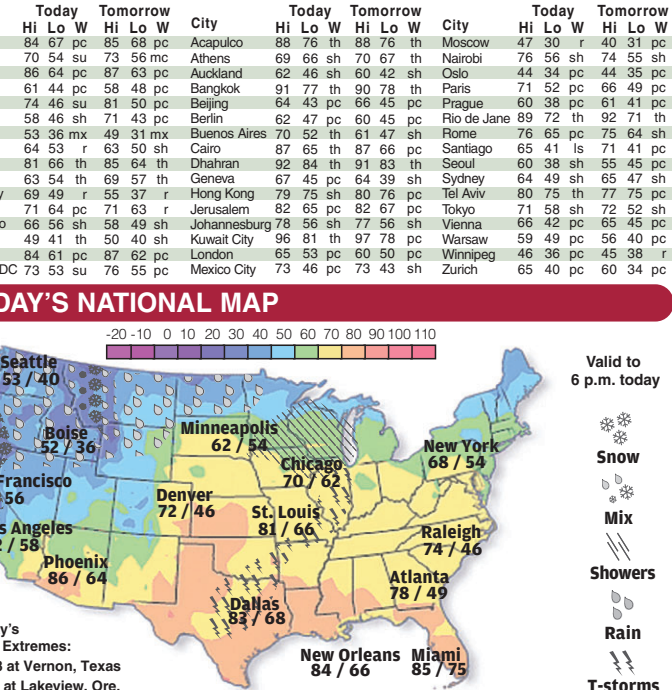 Today Tomorrow
Hi Lo W Hi Lo W
84 67 pc 85 68 pc
70 54 su 73 56 mc
86 64 pc 87 63 pc
61 44 pc 58 48 pc
74 46 su 81 50 pc
58 46 sh 71 43 pc
53 36 mx 49 31 mx
64 53 r 63 50 sh
81 66 th 85 64 th
63 54 th 69 57 th
y 69 49 r 55 37 r
71 64 pc 71 63 r
o 66 56 sh 58 49 sh
49 41 th 50 40 sh
84 61 pc 87 62 pc
DC 73 53 su 76 55 pc
Today Tomorrow
City Hi Lo W Hi Lo W
Acapulco 88 76 th 88 76 th
Athens 69 66 sh 70 67 th
Auckland 62 46 sh 60 42 sh
Bangkok 91 77 th 90 78 th
Beijing 64 43 pc 66 45 pc
Berlin 62 47 pc 60 45 pc
Buenos Aires 70 52 th 61 47 sh
Cairo 87 65 th 87 66 pc
Dhahran 92 84 th 91 83 th
Geneva 67 45 pc 64 39 sh
Hong Kong 79 75 sh 80 76 pc
Jerusalem 82 65 pc 82 67 pc
Johannesburg 78 56 sh 77 56 sh
Kuwait City 96 81 th 97 78 pc
London 65 53 pc 60 50 pc
Mexico City 73 46 pc 73 43 sh
Today Tomorrow
City Hi Lo W Hi Lo W
Moscow 47 30 r 40 31 pc
Nairobi 76 56 sh 74 55 sh
Oslo 44 34 pc 44 35 pc
Paris 71 52 pc 66 49 pc
Prague 60 38 pc 61 41 pc
Rio de Jane 89 72 th 92 71 th
Rome 76 65 pc 75 64 sh
Santiago 65 41 ls 71 41 pc
Seoul 60 38 sh 55 45 pc
Sydney 64 49 sh 65 47 sh
Tel Aviv 80 75 th 77 75 pc
Tokyo 71 58 sh 72 52 sh
Vienna 66 42 pc 65 45 pc
Warsaw 59 49 pc 56 40 pc
Winnipeg 46 36 pc 45 38 r
Zurich 65 40 pc 60 34 pc
DAY'S NATIONAL MAP
-20 -10 0 10 20 30 40 50 60 70 80 90 100 110
Seattle
53 / 40
Boise
52 / 36
Minneapolis
62 / 54
New York
68 / 54
Chicago
70 / 62
Francisco
56
Denver
72 / 46
St. Louis
81 / 66
s Angeles
/ 58
Raleigh
74 / 46
Phoenix
86 / 64
Atlanta
78 / 49
Dallas
83 / 68
New Orleans
84 / 66
Miami
85 / 75
y's
Extremes:
at Vernon, Texas
at Lakeview, Ore.
Valid to
6 p.m. today
Snow
Mix
Showers
Rain
T-storms